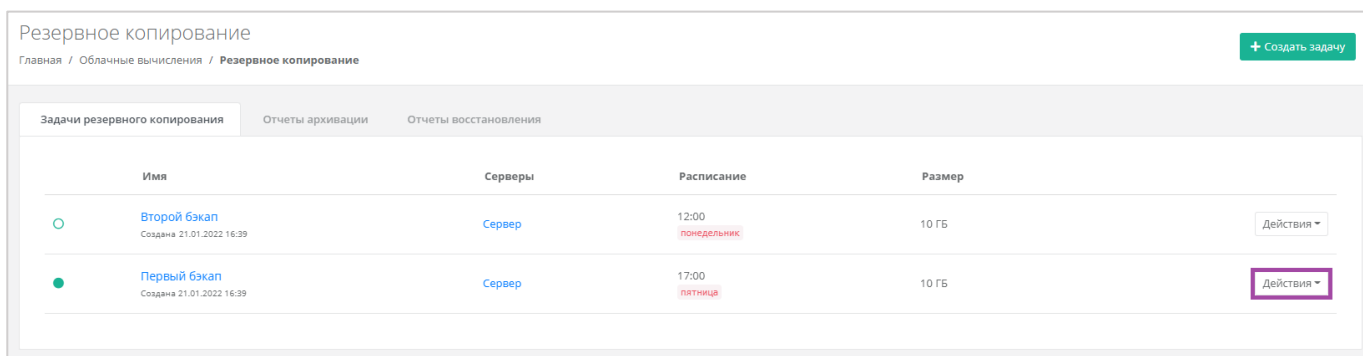 Резервное копирование
Главная / Облачные вычисления / Резервное копирование
+ Создать задачу
Задачи резервного копирования Отчеты архивации Отчеты восстановления
Имя Серверы Расписание Размер
Второй бэкап Сервер 12:00 10 ГБ Действия
Создана 21.01.2022 16:39 понедельник
Первый бэкап Сервер 17:00 10 ГБ Действия
Создана 21.01.2022 16:39 пятница